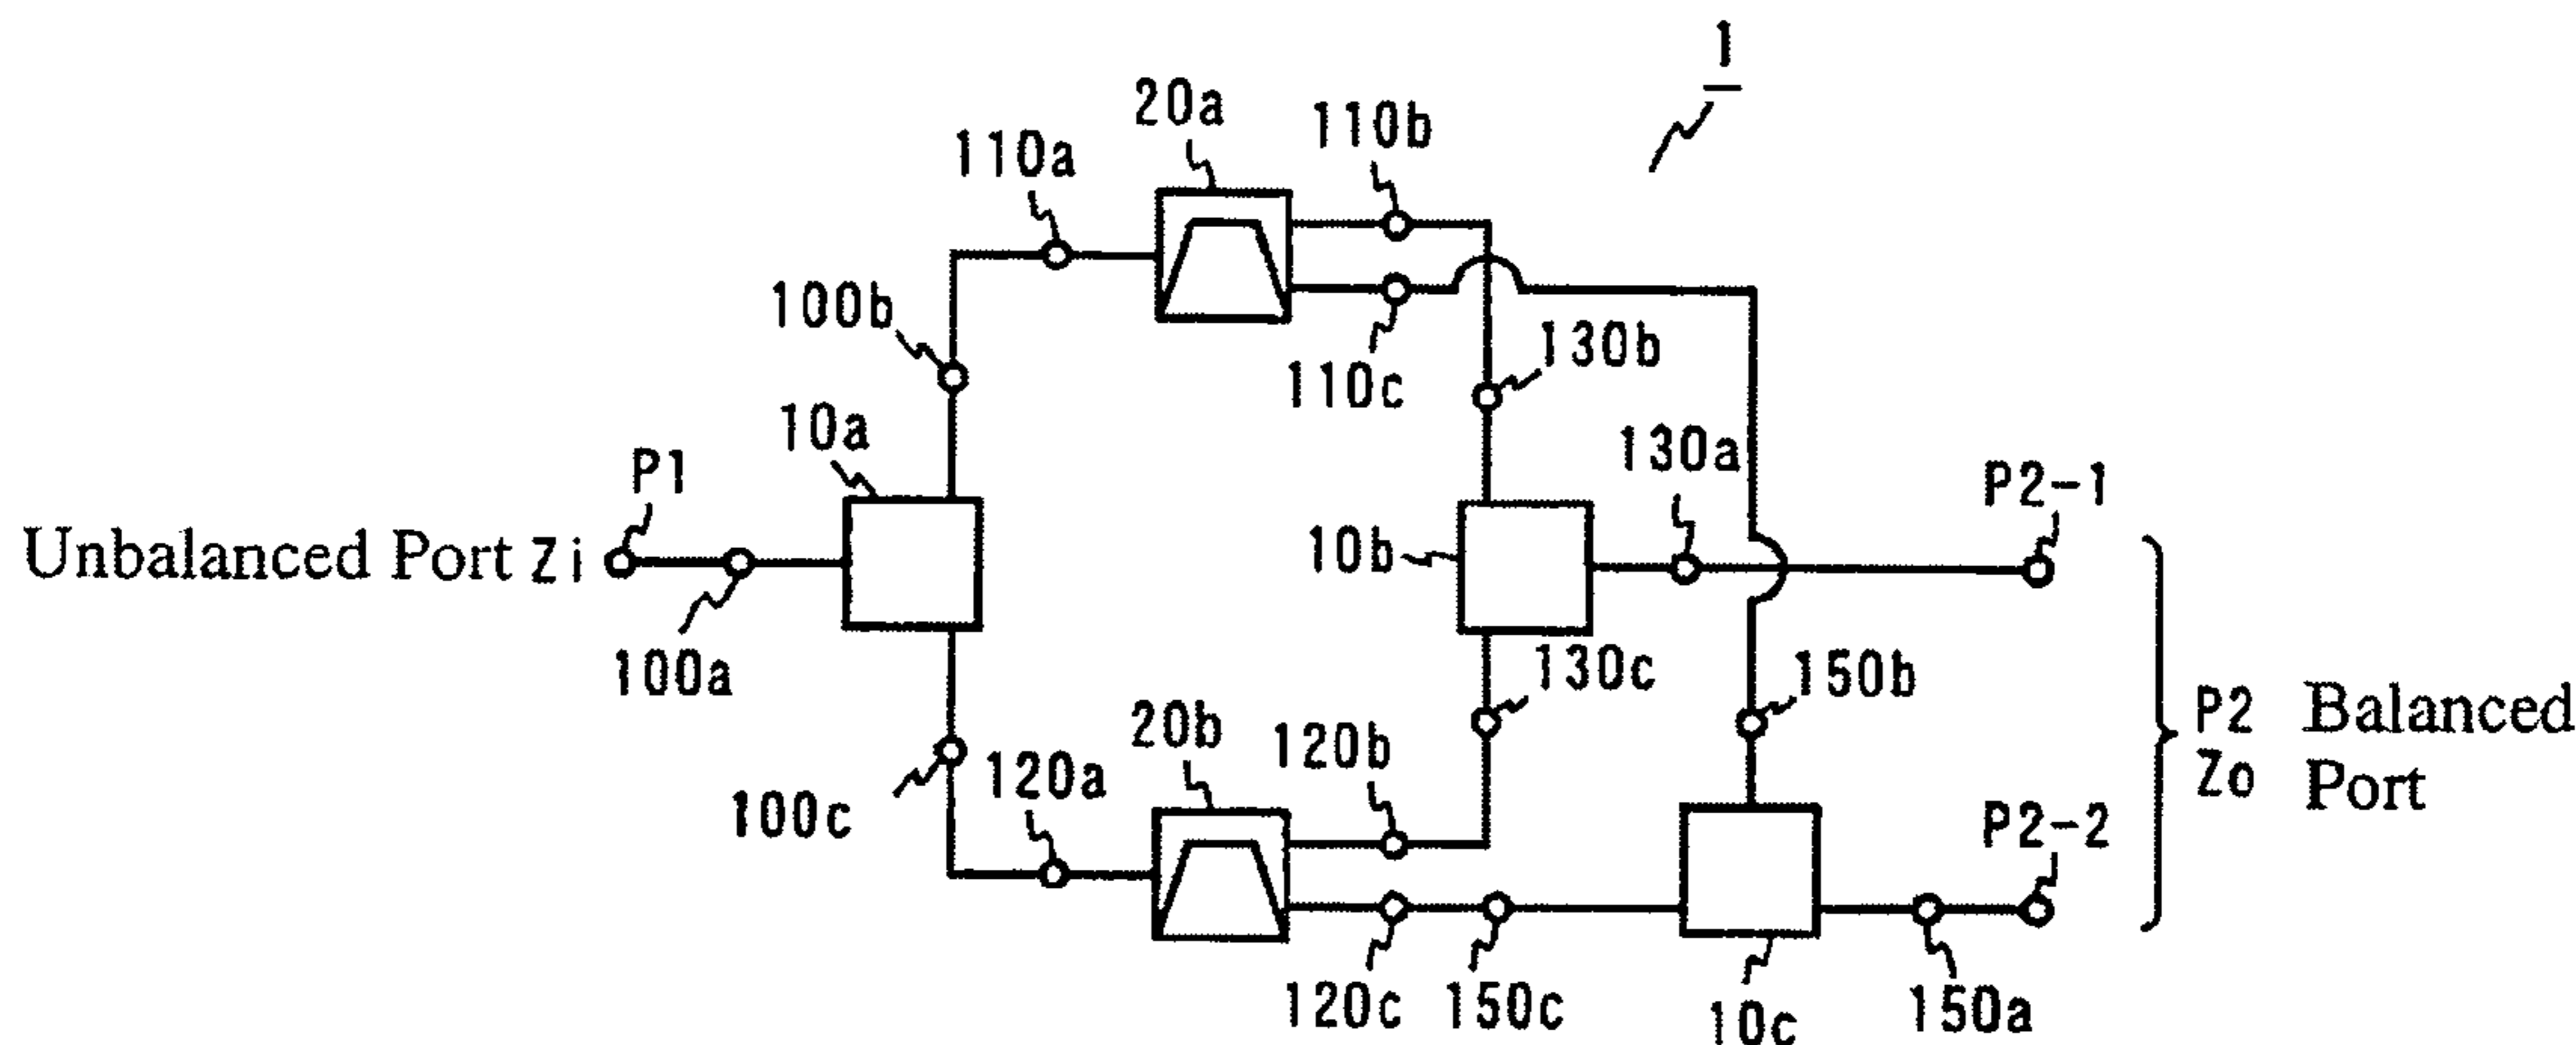 1
20a
110b
110a
100b
130b
110c
10a
130a
P1
P2-1
Unbalanced Port Zi
10b
100a
130c
150b
20b
120b
P2 Balanced
Zo Port
120a
100c
P2-2
120c
150c
10c
150a